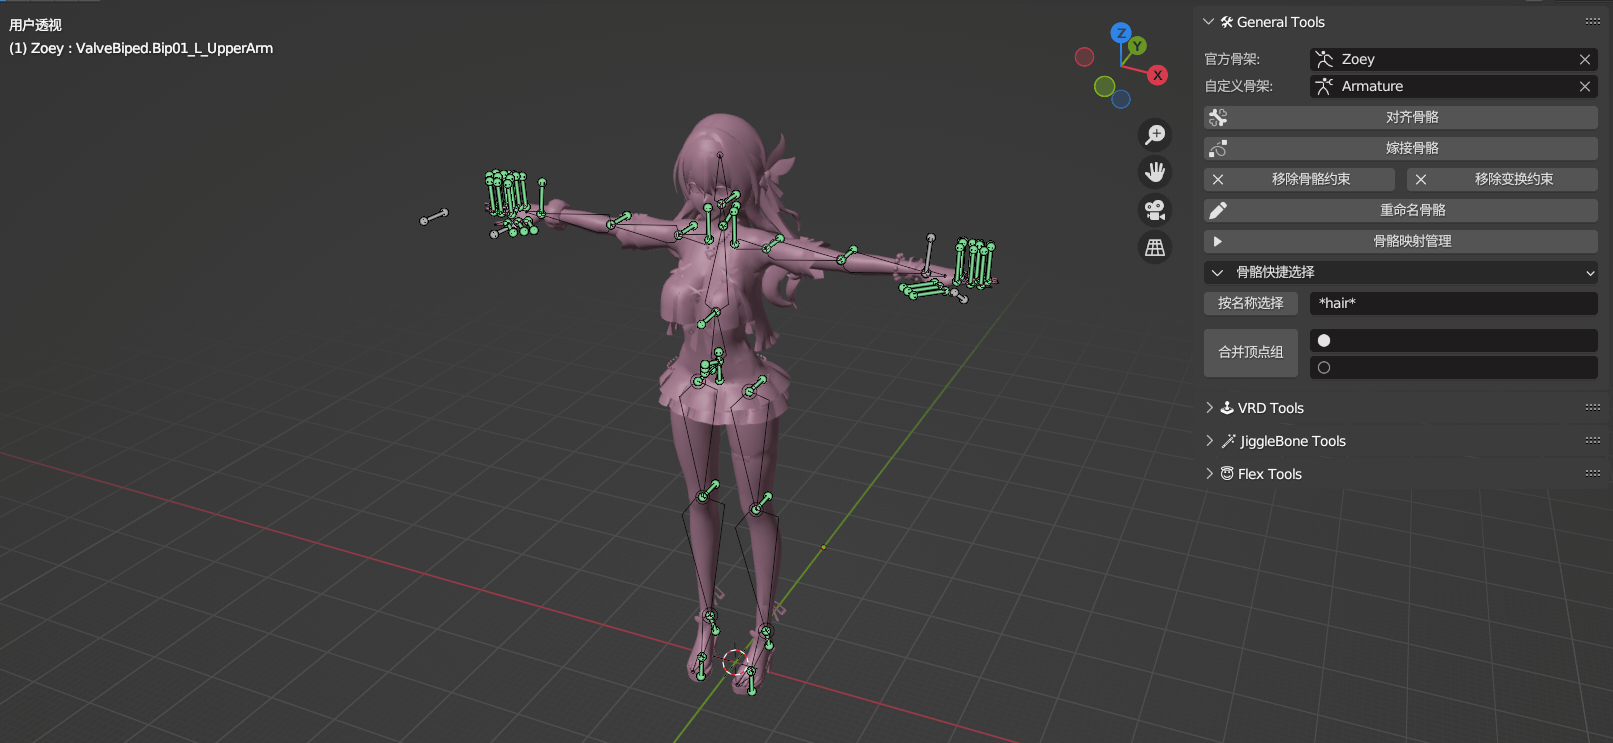 用户透视
(1) Zoey : ValveBiped.Bip01_L_UpperArm
Z
Y
X
General Tools
官方骨架:
Zoey
自定义骨架:
Armature
对齐骨骼
嫁接骨骼
移除骨骼约束
移除变换约束
重命名骨骼
骨骼映射管理
骨骼快捷选择
按名称选择
*hair*
合并顶点组
VRD Tools
JiggleBone Tools
Flex Tools